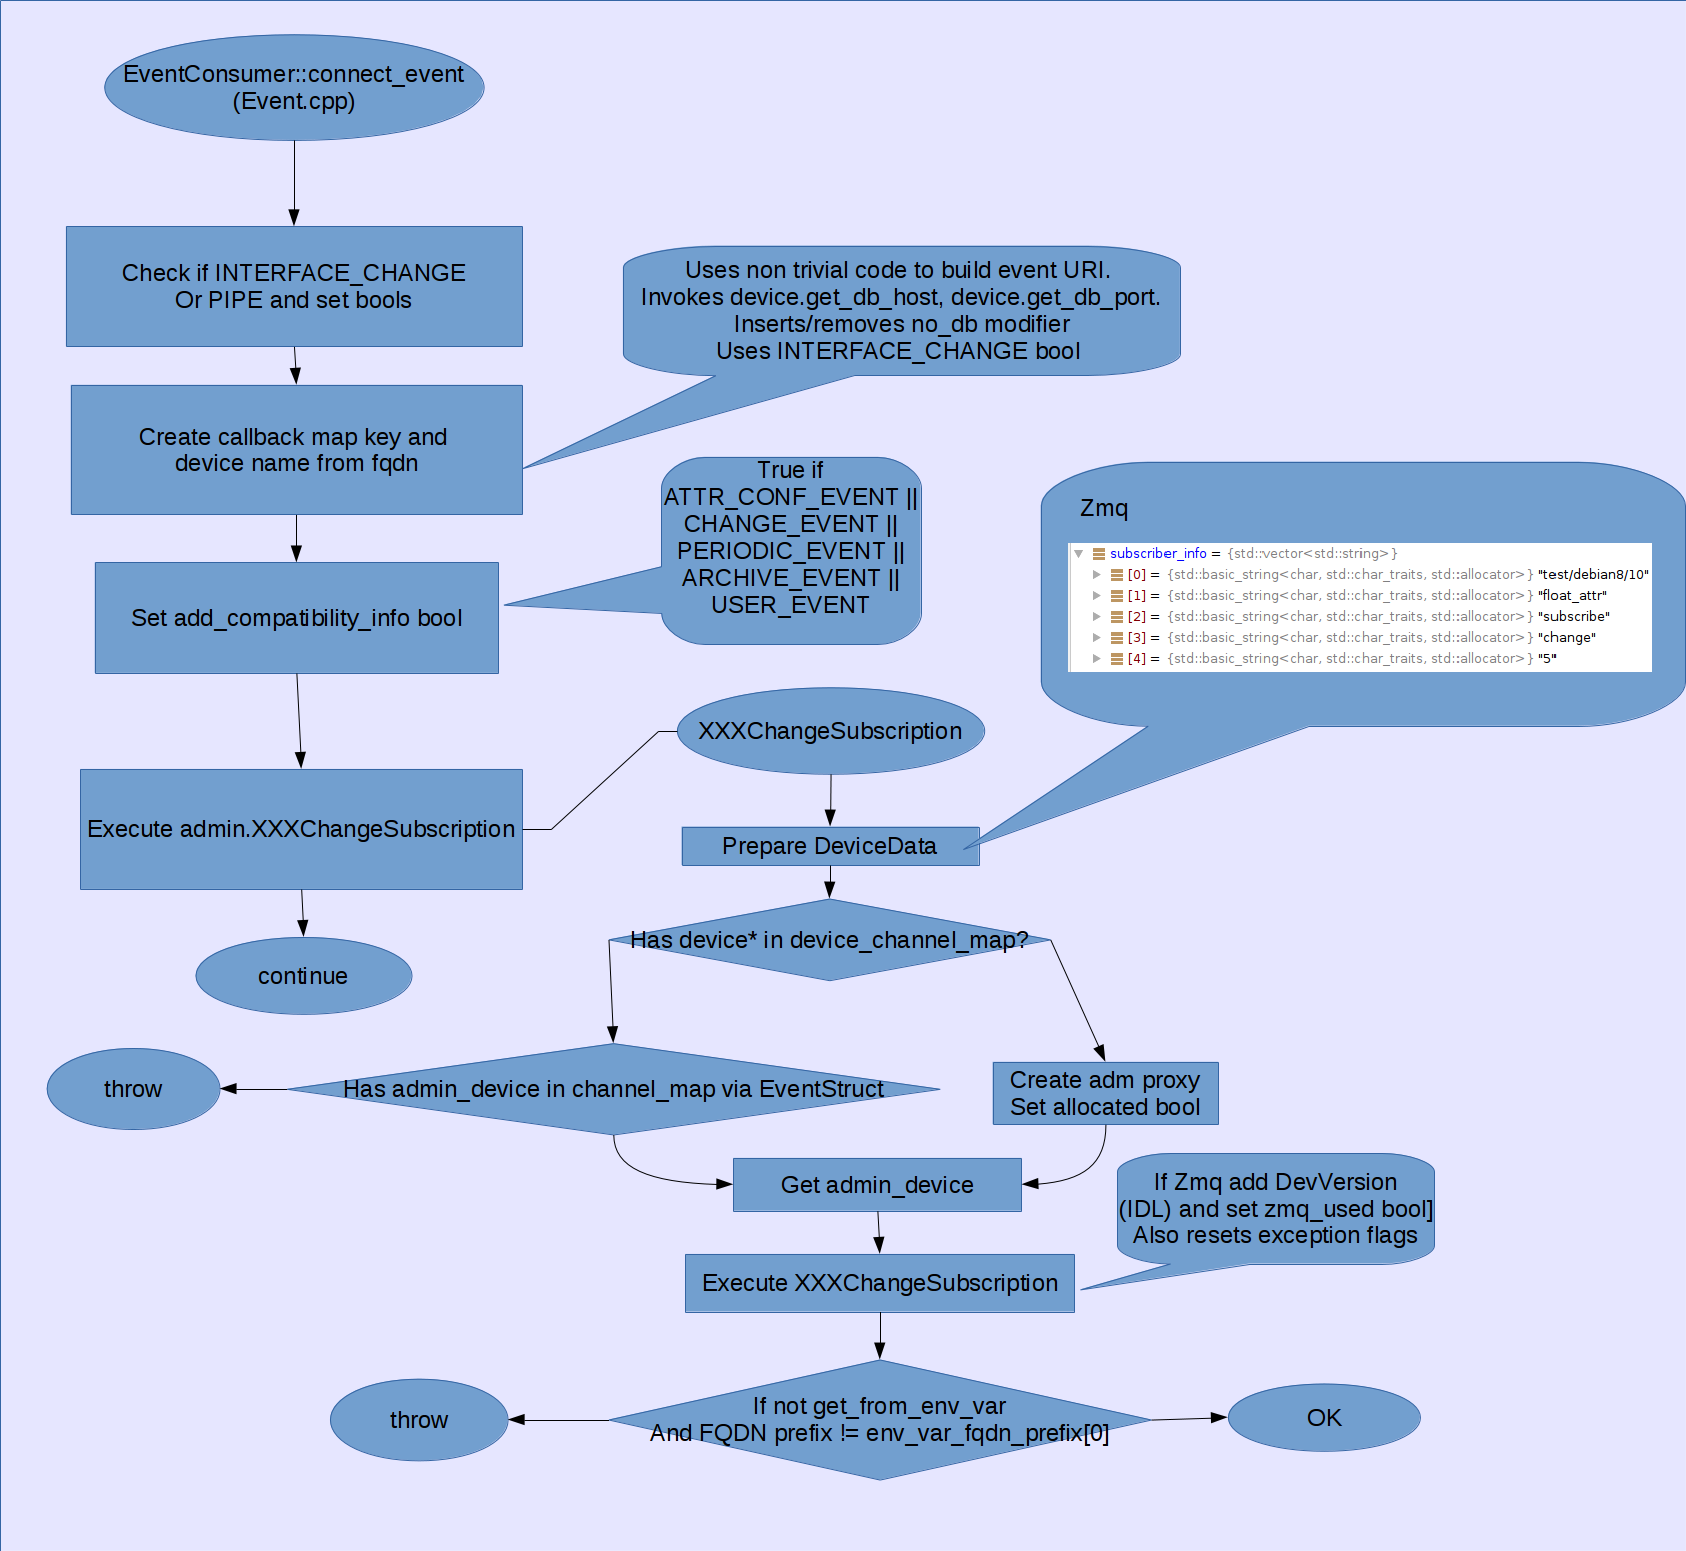 EventConsumer::connect_event
(Event.cpp)
Check if INTERFACE_CHANGE
Or PIPE and set bools
Uses non trivial code to build event URI.
Invokes device.get_db_host, device.get_db_port.
Inserts/removes no_db modifier
Uses INTERFACE_CHANGE bool
Create callback map key and
device name from fqdn
True if
ATTR_CONF_EVENT ||
CHANGE_EVENT ||
PERIODIC_EVENT ||
ARCHIVE_EVENT ||
USER_EVENT
Zmq
subscriber_info = {std::vector<std::string>}
[0] = {std::basic_string<char, std::char_traits, std::allocator>} "test/debian8/10"
[1] = {std::basic_string<char, std::char_traits, std::allocator>} "float_attr"
[2] = {std::basic_string<char, std::char_traits, std::allocator>} "subscribe"
[3] = {std::basic_string<char, std::char_traits, std::allocator>} "change"
[4] = {std::basic_string<char, std::char_traits, std::allocator>} "5"
Set add_compatibility_info bool
XXXChangeSubscription
Execute admin.XXXChangeSubscription
Prepare DeviceData
continue
Has device* in device_channel_map?
throw
Has admin_device in channel_map via EventStruct
Create adm proxy
Set allocated bool
Get admin_device
If Zmq add DevVersion
(IDL) and set zmq_used bool]
Also resets exception flags
Execute XXXChangeSubscription
throw
If not get_from_env_var
And FQDN prefix != env_var_fqdn_prefix[0]
OK